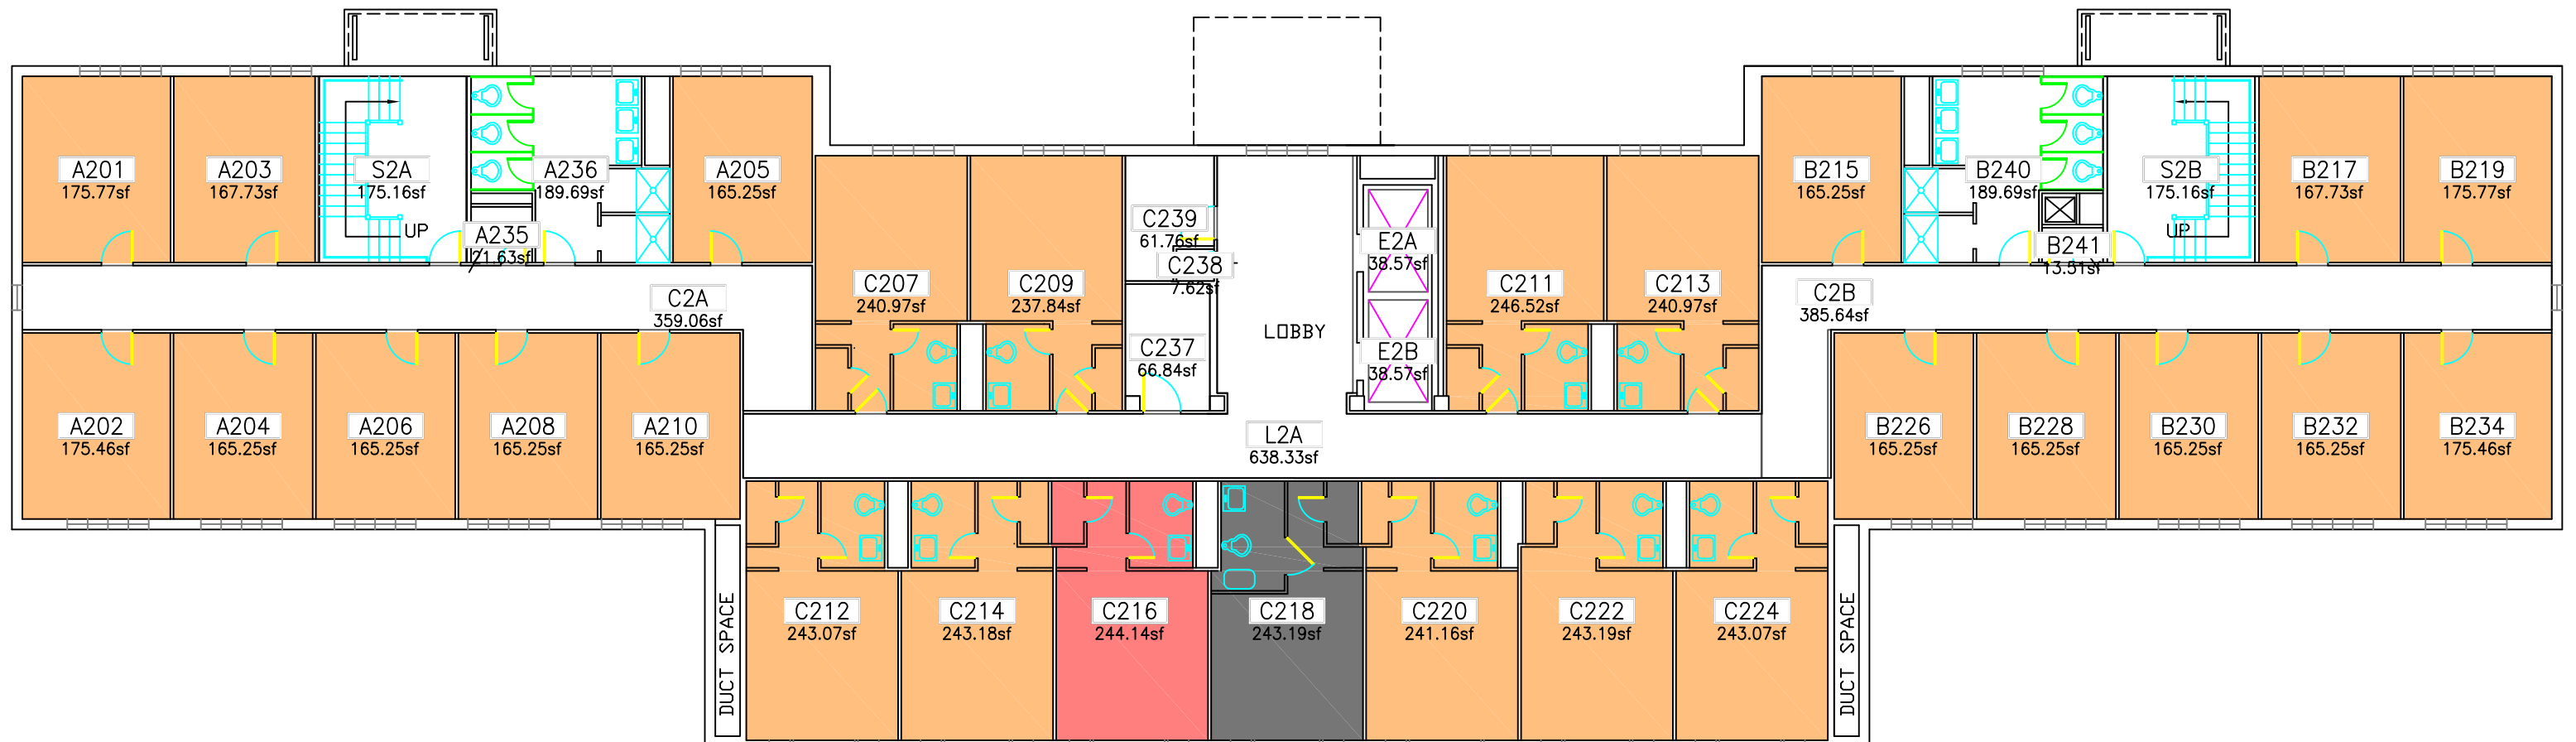 A201
175.77sf
A203
167.73sf
S2A
175.16sf
UP
A235
21.63sf
A236
189.69sf
A205
165.25sf
C2A
359.06sf
A202
175.46sf
A204
165.25sf
A206
165.25sf
A208
165.25sf
A210
165.25sf
C207
240.97sf
C209
237.84sf
C239
61.76sf
C238
7.62sf
C237
66.84sf
LOBBY
E2A
38.57sf
E2B
38.57sf
C211
246.52sf
C213
240.97sf
L2A
638.33sf
B215
165.25sf
B240
189.69sf
B241
13.51sf
S2B
175.16sf
UP
B217
167.73sf
B219
175.77sf
C2B
385.64sf
B226
165.25sf
B228
165.25sf
B230
165.25sf
B232
165.25sf
B234
175.46sf
DUCT SPACE
C212
243.07sf
C214
243.18sf
C216
244.14sf
C218
243.19sf
C220
241.16sf
C222
243.19sf
C224
243.07sf
DUCT SPACE